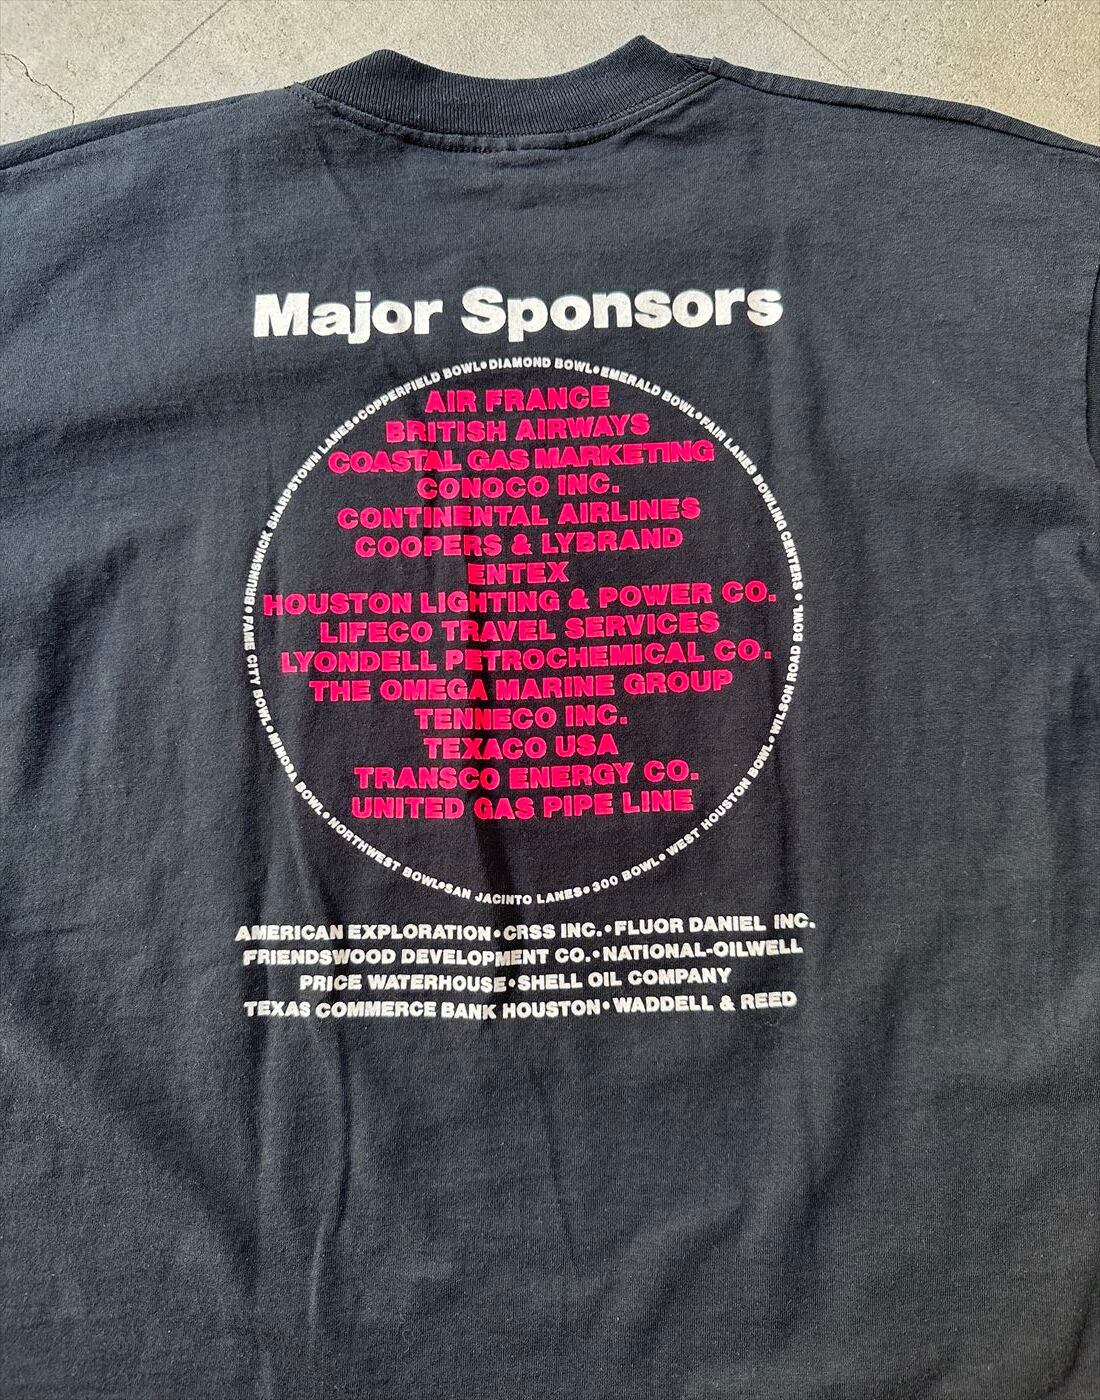 Major Sponsors
BRUNSWICK SHARPSTOWN LANES•COPPERFIELD BOWL•DIAMOND BOWL•EMERALD BOWL•FAIR LANES BOWLING CENTERS•WILSON ROAD BOWL•WEST HOUSTON BOWL•300 BOWL•SAN JACINTO LANES•NORTHWEST BOWL•MIMOSA BOWL•FAME CITY BOWL•
AIR FRANCE
BRITISH AIRWAYS
COASTAL GAS MARKETING
CONOCO INC.
CONTINENTAL AIRLINES
COOPERS & LYBRAND
ENTEX
HOUSTON LIGHTING & POWER CO.
LIFECO TRAVEL SERVICES
LYONDELL PETROCHEMICAL CO.
THE OMEGA MARINE GROUP
TENNECO INC.
TEXACO USA
TRANSCO ENERGY CO.
UNITED GAS PIPE LINE
AMERICAN EXPLORATION•CRSS INC.•FLUOR DANIEL INC.
FRIENDSWOOD DEVELOPMENT CO.•NATIONAL-OILWELL
PRICE WATERHOUSE•SHELL OIL COMPANY
TEXAS COMMERCE BANK HOUSTON•WADDELL & REED